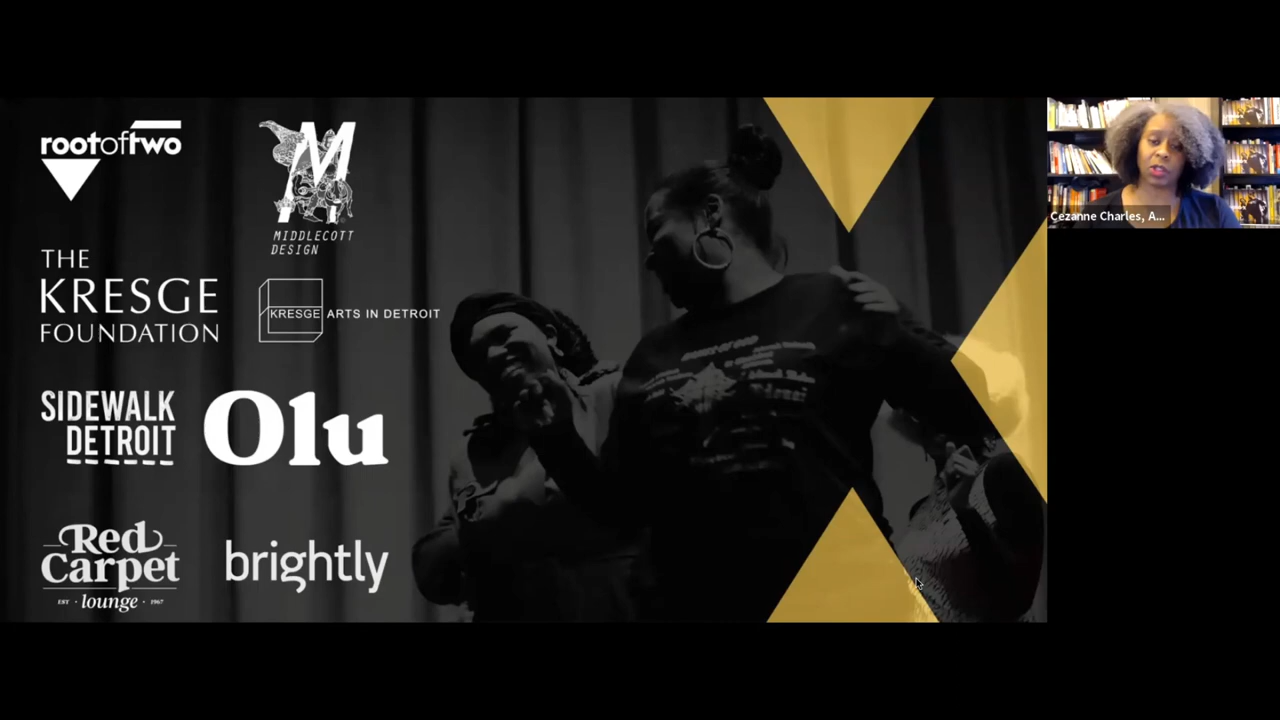 rootoftwo
M
MIDDLECOTT
DESIGN
THE
KRESGE
FOUNDATION
KRESGE ARTS IN DETROIT
SIDEWALK
DETROIT
Olu
Red
Carpet
EST · lounge · 1967
brightly
Cezanne Charles, A...